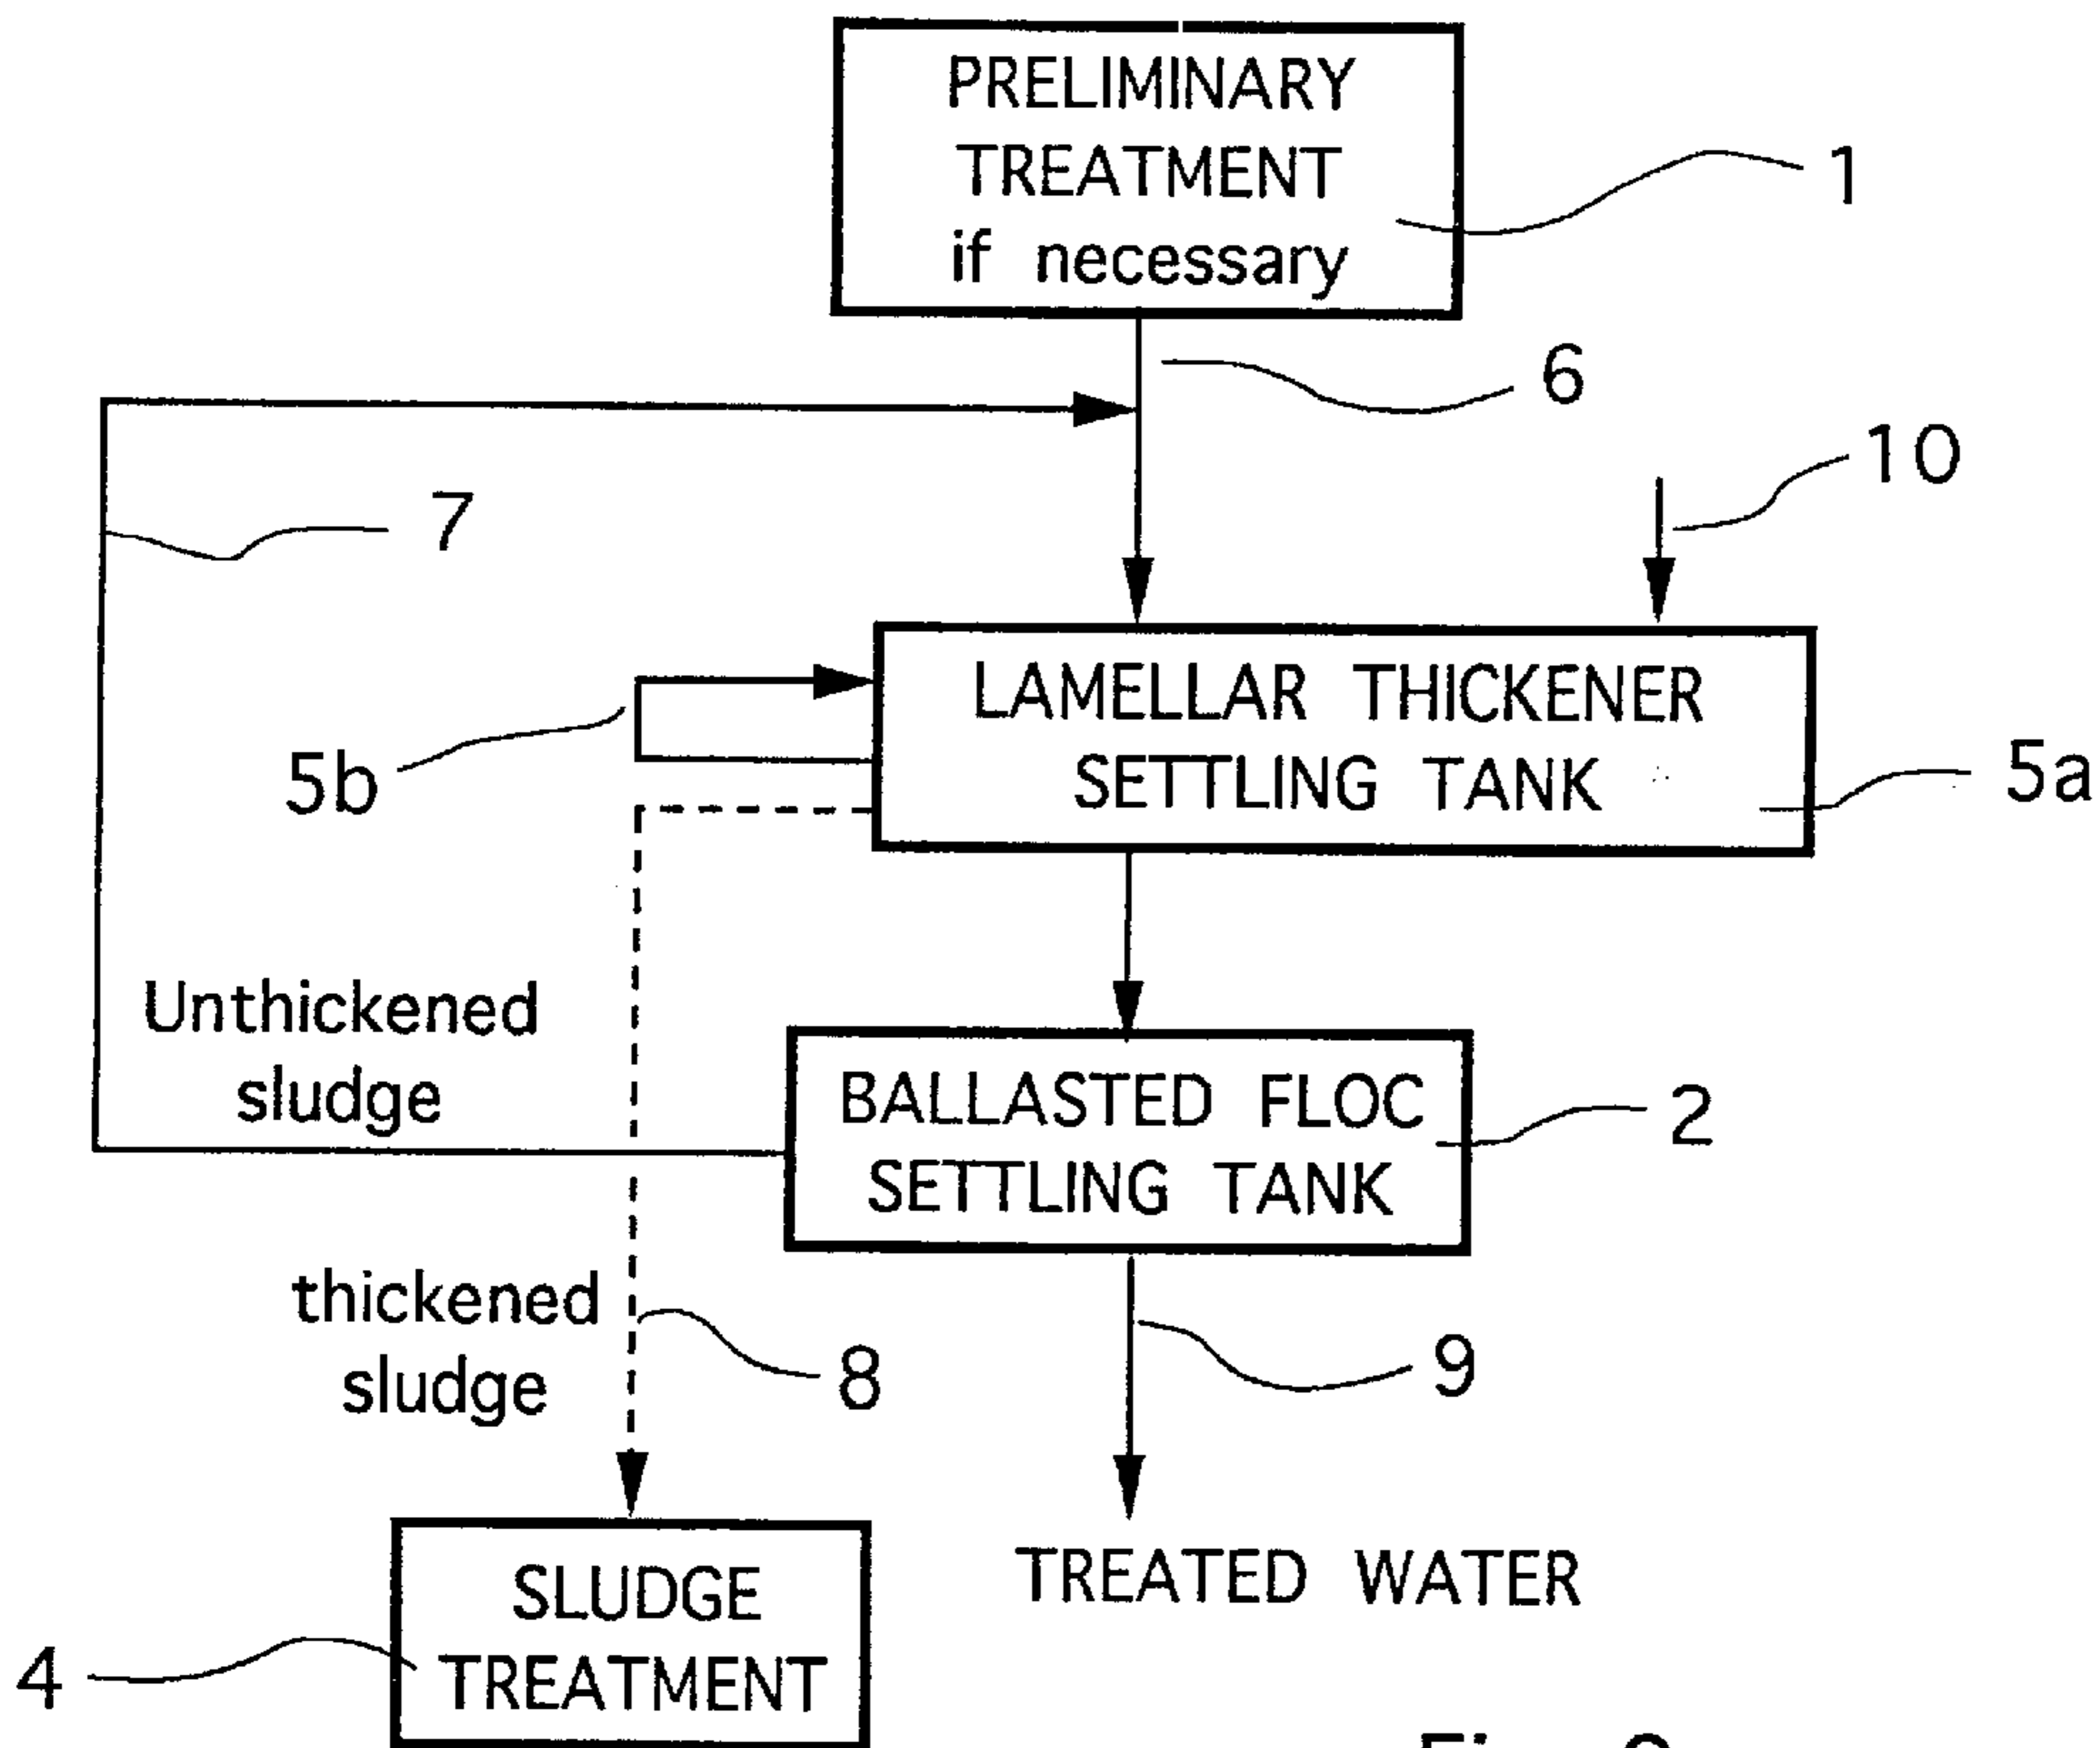 PRELIMINARY
TREATMENT
if necessary
1
6
10
7
LAMELLAR THICKENER
SETTLING TANK
5b
5a
Unthickened
sludge
BALLASTED FLOC
SETTLING TANK
2
thickened
sludge
8
9
TREATED WATER
SLUDGE
TREATMENT
4